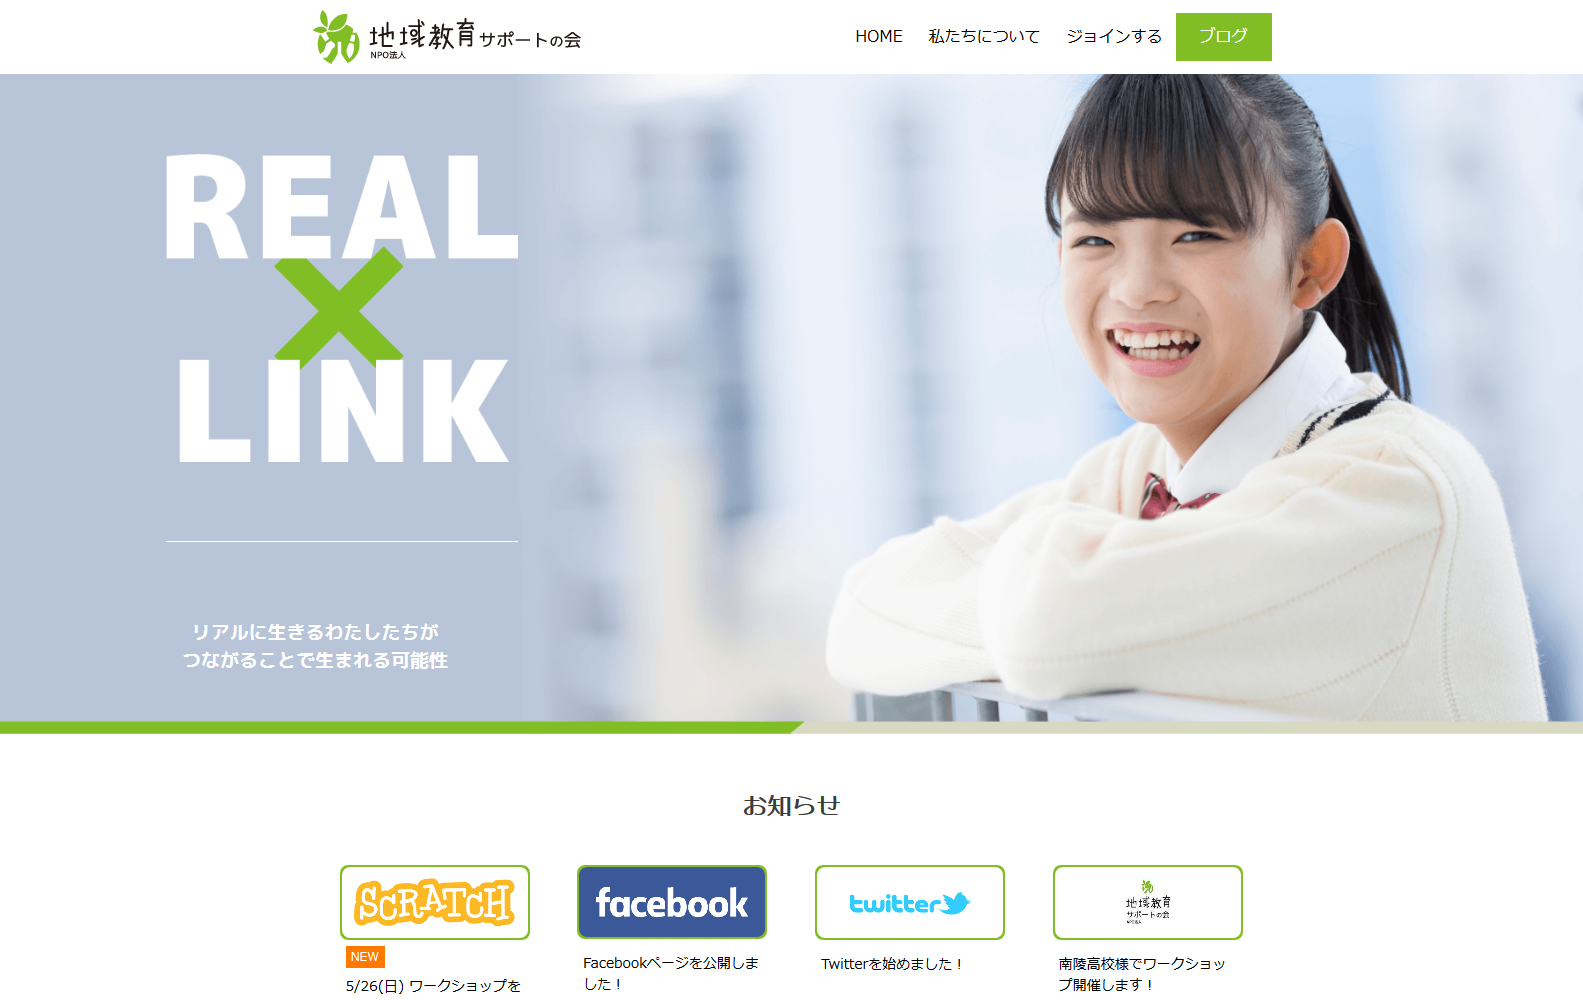 地域教育サポートの会
NPO法人
HOME 私たちについて ジョインする ブログ
REAL
×
LINK
リアルに生きるわたしたちが
つながることで生まれる可能性
お知らせ
SCRATCH
facebook
twitter
地域教育
サポートの会
NPO法人
NEW
5/26(日) ワークショップを
Facebookページを公開しま
した！
Twitterを始めました！
南陵高校様でワークショッ
プ開催します！